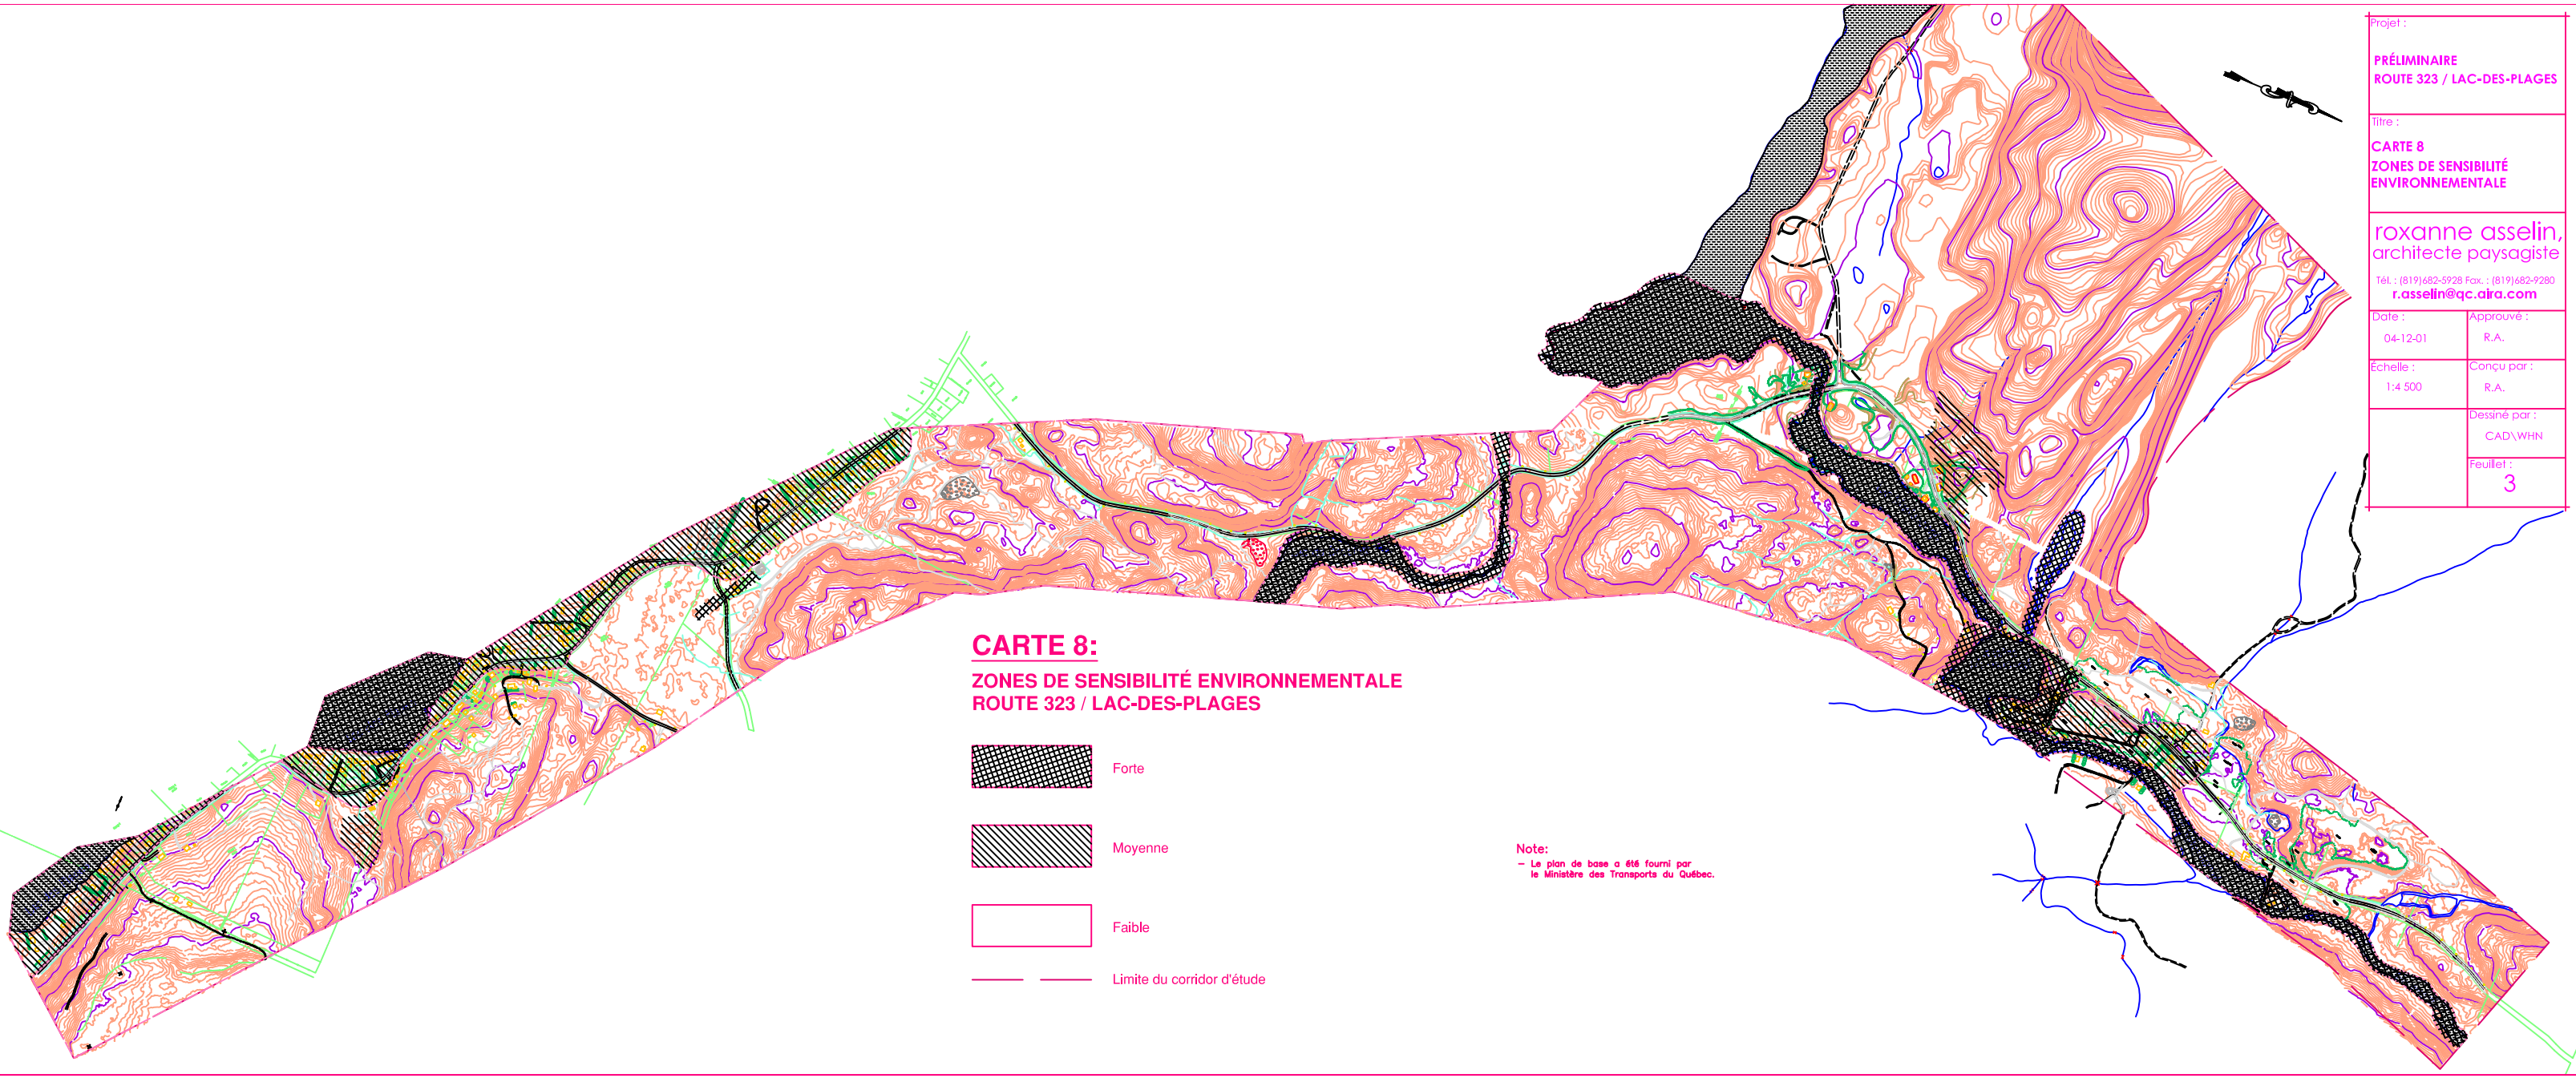 Projet :
PRÉLIMINAIRE
ROUTE 323 / LAC-DES-PLAGES
Titre :
CARTE 8
ZONES DE SENSIBILITÉ
ENVIRONNEMENTALE
roxanne asselin,
architecte paysagiste
Tél. : (819)682-5928 Fax. : (819)682-9280
r.asselin@qc.aira.com
Date :
04-12-01
Approuvé :
R.A.
Échelle :
1:4 500
Conçu par :
R.A.
Dessiné par :
CAD\WHN
Feuillet :
3
CARTE 8:
ZONES DE SENSIBILITÉ ENVIRONNEMENTALE
ROUTE 323 / LAC-DES-PLAGES
Forte
Moyenne
Faible
Limite du corridor d'étude
Note:
– Le plan de base a été fourni par
le Ministère des Transports du Québec.